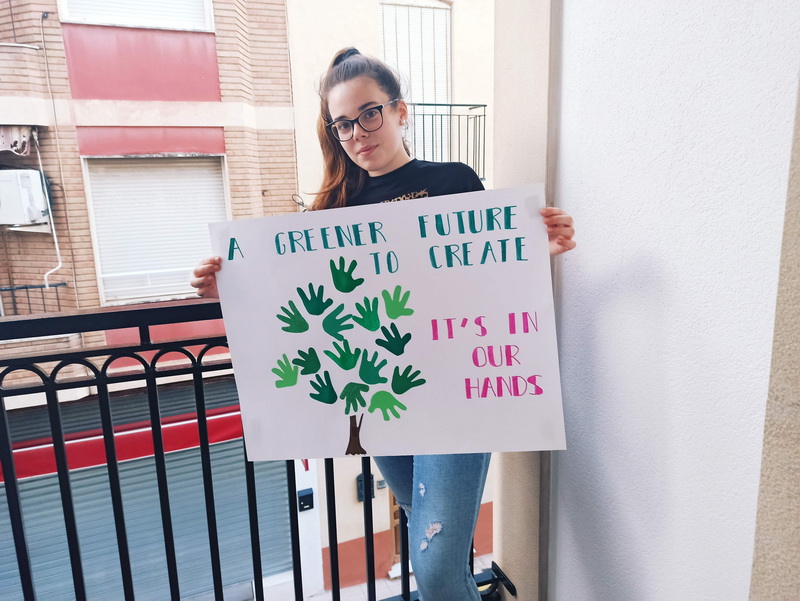 A GREENER FUTURE
TO CREATE
IT'S IN
OUR
HANDS